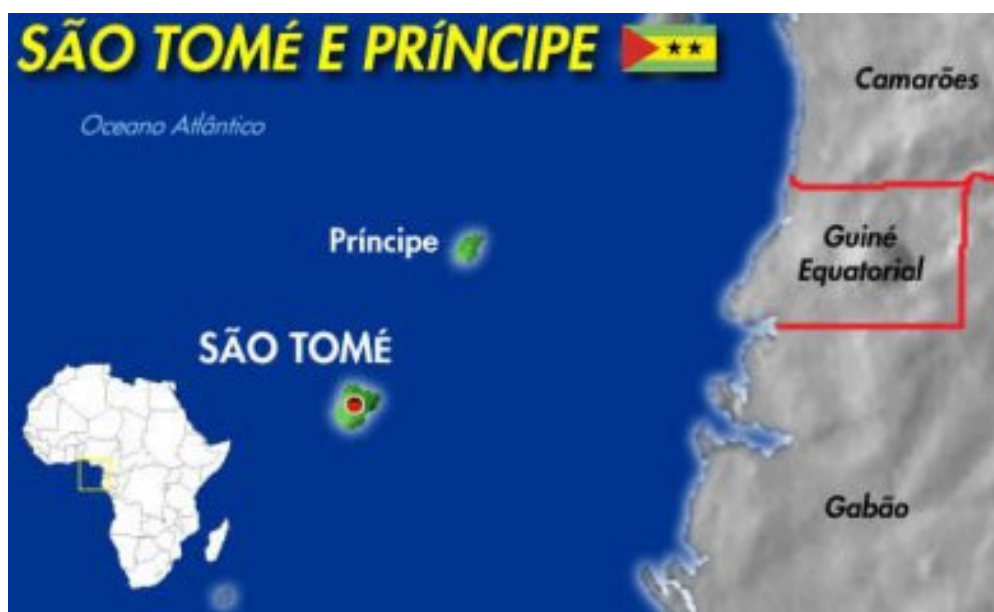 SÃO TOMÉ E PRÍNCIPE
Oceano Atlântico
Camarões
Príncipe
Guiné
Equatorial
SÃO TOMÉ
Gabão